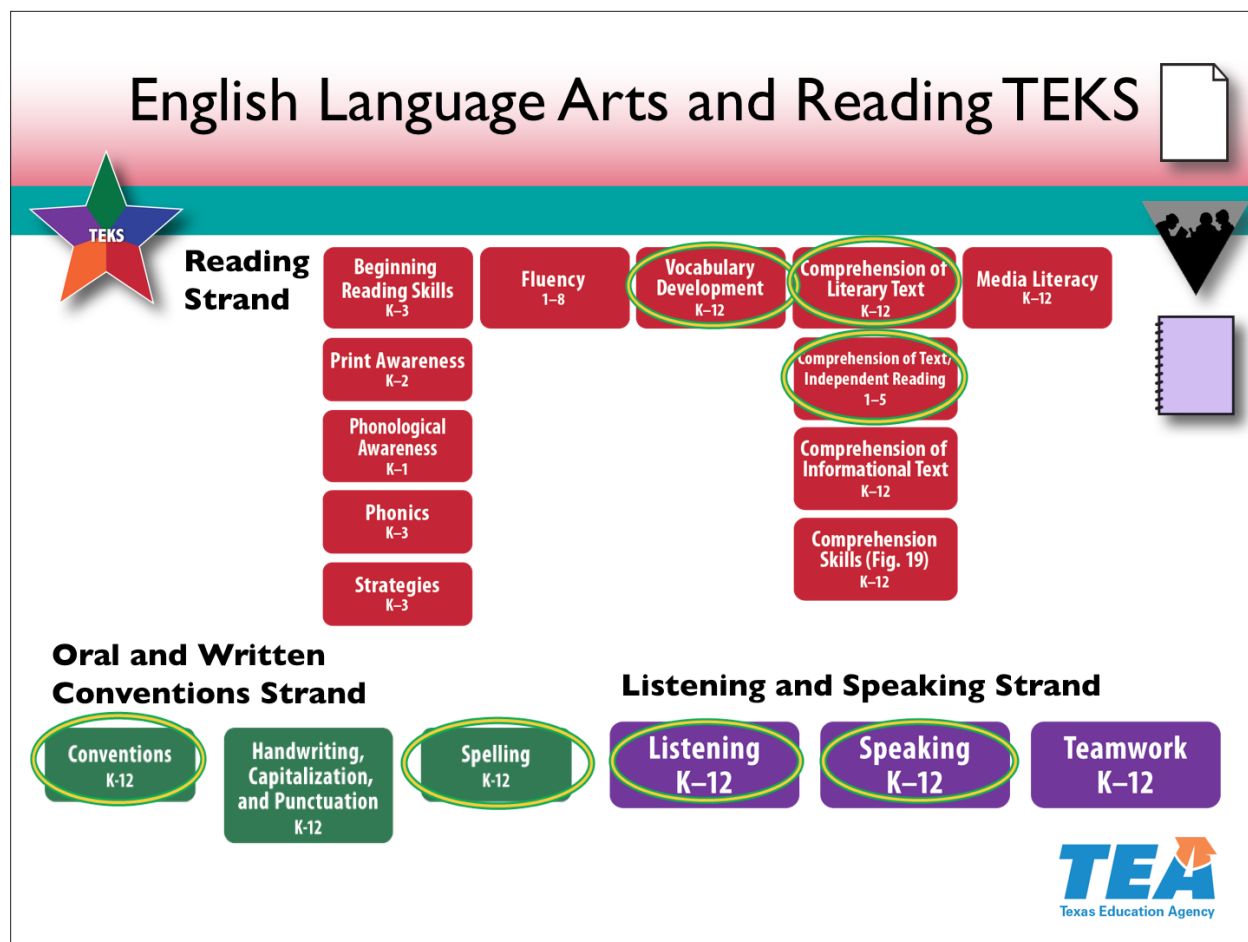 English Language Arts and Reading TEKS
TEKS
Reading
Strand
Beginning
Reading Skills
K–3
Fluency
1–8
Vocabulary
Development
K–12
Comprehension of
Literary Text
K–12
Media Literacy
K–12
Print Awareness
K–2
Comprehension of Text/
Independent Reading
1–5
Phonological
Awareness
K–1
Comprehension of
Informational Text
K–12
Phonics
K–3
Comprehension
Skills (Fig. 19)
K–12
Strategies
K–3
Oral and Written
Conventions Strand
Conventions
K-12
Handwriting,
Capitalization,
and Punctuation
K-12
Spelling
K-12
Listening and Speaking Strand
Listening
K–12
Speaking
K–12
Teamwork
K–12
TEA
Texas Education Agency